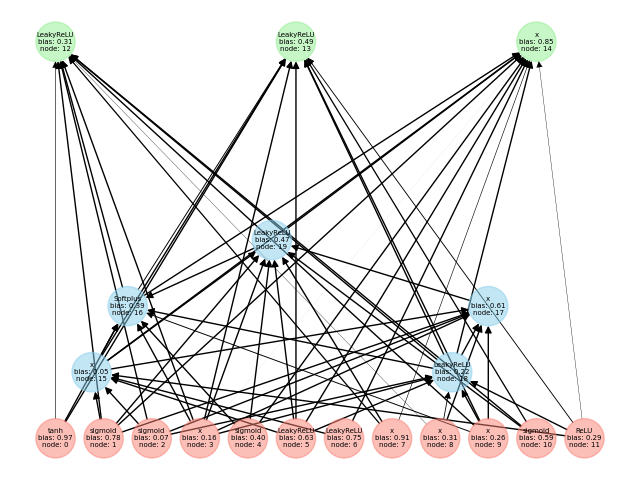 LeakyReLU
bias: 0.31
node: 12
LeakyReLU
bias: 0.49
node: 13
x
bias: 0.85
node: 14
LeakyReLU
bias: 0.47
node: 19
Softplus
bias: 0.39
node: 16
x
bias: 0.61
node: 17
x
bias: 0.05
node: 15
LeakyReLU
bias: 0.22
node: 18
tanh
bias: 0.97
node: 0
sigmoid
bias: 0.78
node: 1
sigmoid
bias: 0.07
node: 2
x
bias: 0.16
node: 3
sigmoid
bias: 0.40
node: 4
LeakyReLU
bias: 0.63
node: 5
LeakyReLU
bias: 0.75
node: 6
x
bias: 0.91
node: 7
x
bias: 0.31
node: 8
x
bias: 0.26
node: 9
sigmoid
bias: 0.59
node: 10
ReLU
bias: 0.29
node: 11